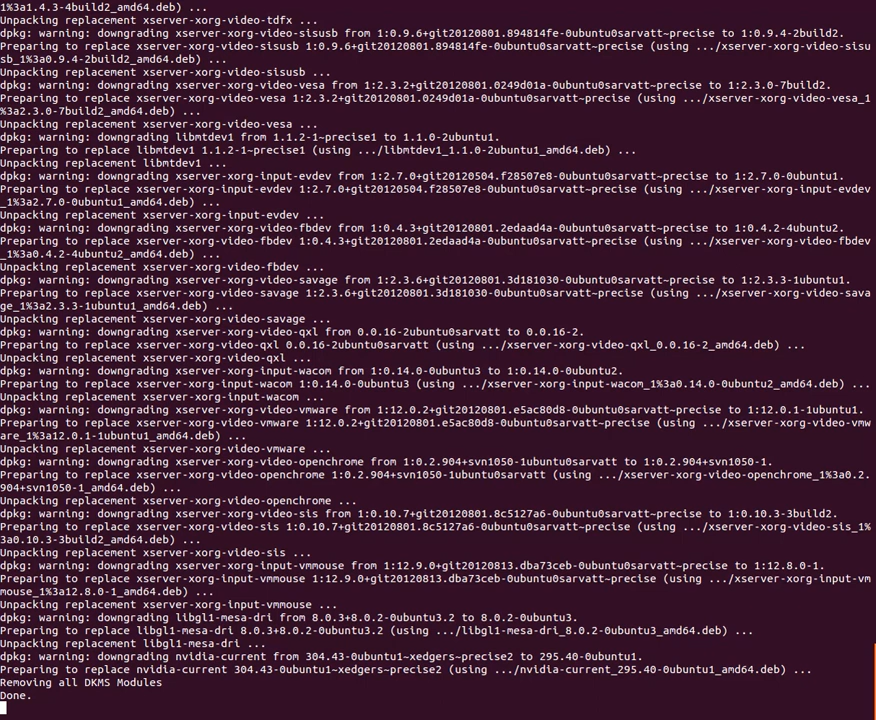 1%3a1.4.3-4build2_amd64.deb) ...
Unpacking replacement xserver-xorg-video-tdfx ...
dpkg: warning: downgrading xserver-xorg-video-sisusb from 1:0.9.6+git20120801.894814fe-0ubuntu0sarvatt~precise to 1:0.9.4-2build2.
Preparing to replace xserver-xorg-video-sisusb 1:0.9.6+git20120801.894814fe-0ubuntu0sarvatt~precise (using .../xserver-xorg-video-sisu
sb_1%3a0.9.4-2build2_amd64.deb) ...
Unpacking replacement xserver-xorg-video-sisusb ...
dpkg: warning: downgrading xserver-xorg-video-vesa from 1:2.3.2+git20120801.0249d01a-0ubuntu0sarvatt~precise to 1:2.3.0-7build2.
Preparing to replace xserver-xorg-video-vesa 1:2.3.2+git20120801.0249d01a-0ubuntu0sarvatt~precise (using .../xserver-xorg-video-vesa_1
%3a2.3.0-7build2_amd64.deb) ...
Unpacking replacement xserver-xorg-video-vesa ...
dpkg: warning: downgrading libmtdev1 from 1.1.2-1~precise1 to 1.1.0-2ubuntu1.
Preparing to replace libmtdev1 1.1.2-1~precise1 (using .../libmtdev1_1.1.0-2ubuntu1_amd64.deb) ...
Unpacking replacement libmtdev1 ...
dpkg: warning: downgrading xserver-xorg-input-evdev from 1:2.7.0+git20120504.f28507e8-0ubuntu0sarvatt~precise to 1:2.7.0-0ubuntu1.
Preparing to replace xserver-xorg-input-evdev 1:2.7.0+git20120504.f28507e8-0ubuntu0sarvatt~precise (using .../xserver-xorg-input-evdev
_1%3a2.7.0-0ubuntu1_amd64.deb) ...
Unpacking replacement xserver-xorg-input-evdev ...
dpkg: warning: downgrading xserver-xorg-video-fbdev from 1:0.4.3+git20120801.2edaad4a-0ubuntu0sarvatt~precise to 1:0.4.2-4ubuntu2.
Preparing to replace xserver-xorg-video-fbdev 1:0.4.3+git20120801.2edaad4a-0ubuntu0sarvatt~precise (using .../xserver-xorg-video-fbdev
_1%3a0.4.2-4ubuntu2_amd64.deb) ...
Unpacking replacement xserver-xorg-video-fbdev ...
dpkg: warning: downgrading xserver-xorg-video-savage from 1:2.3.6+git20120801.3d181030-0ubuntu0sarvatt~precise to 1:2.3.3-1ubuntu1.
Preparing to replace xserver-xorg-video-savage 1:2.3.6+git20120801.3d181030-0ubuntu0sarvatt~precise (using .../xserver-xorg-video-sava
ge_1%3a2.3.3-1ubuntu1_amd64.deb) ...
Unpacking replacement xserver-xorg-video-savage ...
dpkg: warning: downgrading xserver-xorg-video-qxl from 0.0.16-2ubuntu0sarvatt to 0.0.16-2.
Preparing to replace xserver-xorg-video-qxl 0.0.16-2ubuntu0sarvatt (using .../xserver-xorg-video-qxl_0.0.16-2_amd64.deb) ...
Unpacking replacement xserver-xorg-video-qxl ...
dpkg: warning: downgrading xserver-xorg-input-wacom from 1:0.14.0-0ubuntu3 to 1:0.14.0-0ubuntu2.
Preparing to replace xserver-xorg-input-wacom 1:0.14.0-0ubuntu3 (using .../xserver-xorg-input-wacom_1%3a0.14.0-0ubuntu2_amd64.deb) ...
Unpacking replacement xserver-xorg-input-wacom ...
dpkg: warning: downgrading xserver-xorg-video-vmware from 1:12.0.2+git20120801.e5ac80d8-0ubuntu0sarvatt~precise to 1:12.0.1-1ubuntu1.
Preparing to replace xserver-xorg-video-vmware 1:12.0.2+git20120801.e5ac80d8-0ubuntu0sarvatt~precise (using .../xserver-xorg-video-vmw
are_1%3a12.0.1-1ubuntu1_amd64.deb) ...
Unpacking replacement xserver-xorg-video-vmware ...
dpkg: warning: downgrading xserver-xorg-video-openchrome from 1:0.2.904+svn1050-1ubuntu0sarvatt to 1:0.2.904+svn1050-1.
Preparing to replace xserver-xorg-video-openchrome 1:0.2.904+svn1050-1ubuntu0sarvatt (using .../xserver-xorg-video-openchrome_1%3a0.2.
904+svn1050-1_amd64.deb) ...
Unpacking replacement xserver-xorg-video-openchrome ...
dpkg: warning: downgrading xserver-xorg-video-sis from 1:0.10.7+git20120801.8c5127a6-0ubuntu0sarvatt~precise to 1:0.10.3-3build2.
Preparing to replace xserver-xorg-video-sis 1:0.10.7+git20120801.8c5127a6-0ubuntu0sarvatt~precise (using .../xserver-xorg-video-sis_1%
3a0.10.3-3build2_amd64.deb) ...
Unpacking replacement xserver-xorg-video-sis ...
dpkg: warning: downgrading xserver-xorg-input-vmmouse from 1:12.9.0+git20120813.dba73ceb-0ubuntu0sarvatt~precise to 1:12.8.0-1.
Preparing to replace xserver-xorg-input-vmmouse 1:12.9.0+git20120813.dba73ceb-0ubuntu0sarvatt~precise (using .../xserver-xorg-input-vm
mouse_1%3a12.8.0-1_amd64.deb) ...
Unpacking replacement xserver-xorg-input-vmmouse ...
dpkg: warning: downgrading libgl1-mesa-dri from 8.0.3+8.0.2-0ubuntu3.2 to 8.0.2-0ubuntu3.
Preparing to replace libgl1-mesa-dri 8.0.3+8.0.2-0ubuntu3.2 (using .../libgl1-mesa-dri_8.0.2-0ubuntu3_amd64.deb) ...
Unpacking replacement libgl1-mesa-dri ...
dpkg: warning: downgrading nvidia-current from 304.43-0ubuntu1~xedgers~precise2 to 295.40-0ubuntu1.
Preparing to replace nvidia-current 304.43-0ubuntu1~xedgers~precise2 (using .../nvidia-current_295.40-0ubuntu1_amd64.deb) ...
Removing all DKMS Modules
Done.